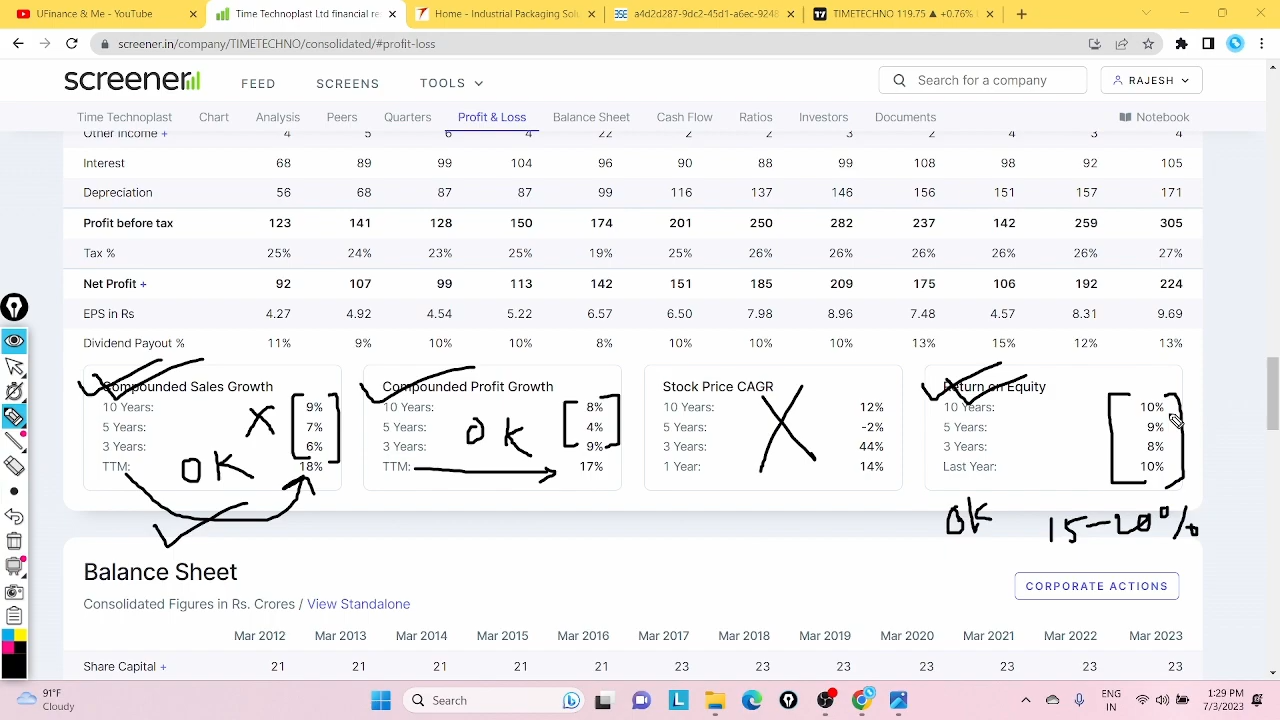 UFinance & Me - YouTube
Time Technoplast Ltd financial re
Home - Industrial Packaging Solu
a4d2d287-9dc2-45d1-a6ec-9248
TIMETECHNO 119.75 ▲ +0.76%
screener.in/company/TIMETECHNO/consolidated/#profit-loss
screener FEED SCREENS TOOLS Search for a company RAJESH
Time Technoplast Chart Analysis Peers Quarters Profit & Loss Balance Sheet Cash Flow Ratios Investors Documents Notebook
Other Income + 4 5 6 4 22 2 2 3 2 4 3 4
Interest 68 89 99 104 96 90 88 99 108 98 92 105
Depreciation 56 68 87 87 99 116 137 146 156 151 157 171
Profit before tax 123 141 128 150 174 201 250 282 237 142 259 305
Tax % 25% 24% 23% 25% 19% 25% 26% 26% 26% 26% 26% 27%
Net Profit + 92 107 99 113 142 151 185 209 175 106 192 224
EPS in Rs 4.27 4.92 4.54 5.22 6.57 6.50 7.98 8.96 7.48 4.57 8.31 9.69
Dividend Payout % 11% 9% 10% 10% 8% 10% 10% 10% 13% 15% 12% 13%
Compounded Sales Growth
10 Years: 9%
5 Years: 7%
3 Years: 6%
TTM: 18%
X
OK
Compounded Profit Growth
10 Years: 8%
5 Years: 4%
3 Years: 9%
TTM: 17%
OK
Stock Price CAGR
10 Years: 12%
5 Years: -2%
3 Years: 44%
1 Year: 14%
X
Return on Equity
10 Years: 10%
5 Years: 9%
3 Years: 8%
Last Year: 10%
OK 15-20%
Balance Sheet
CORPORATE ACTIONS
Consolidated Figures in Rs. Crores / View Standalone
Mar 2012 Mar 2013 Mar 2014 Mar 2015 Mar 2016 Mar 2017 Mar 2018 Mar 2019 Mar 2020 Mar 2021 Mar 2022 Mar 2023
Share Capital + 21 21 21 21 21 23 23 23 23 23 23 23
91°F
Cloudy
Search
ENG
IN
1:29 PM
7/3/2023